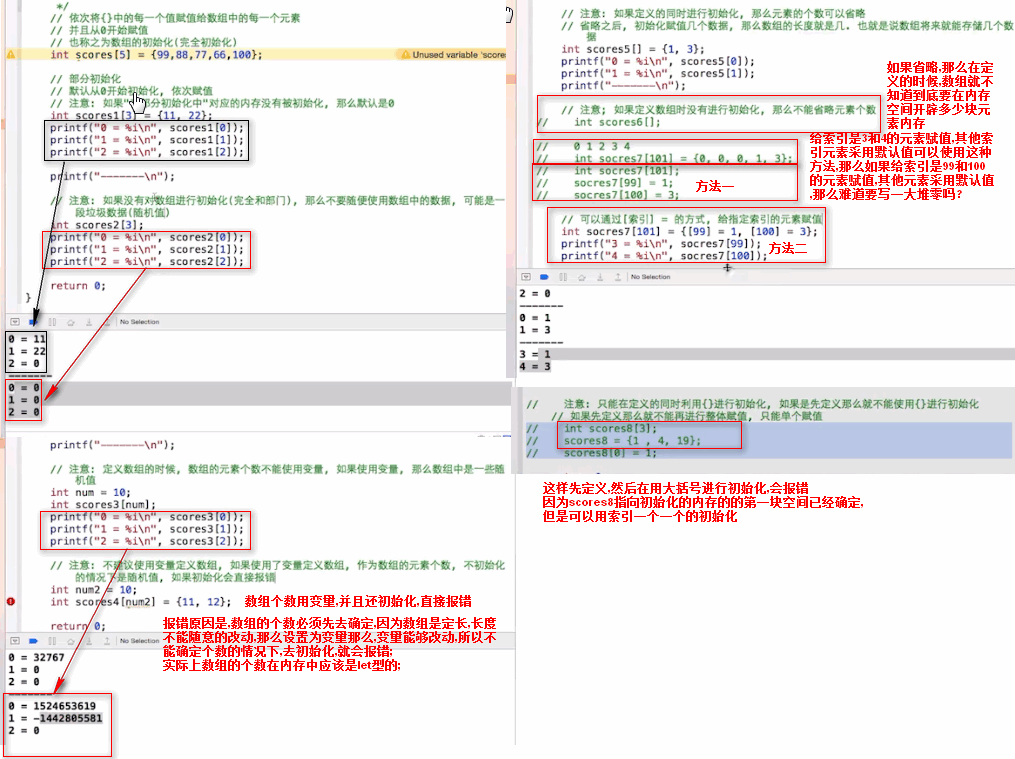 */
// 依次将{}中的每一个值赋值给数组中的每一个元素
// 并且从0开始赋值
// 也称之为数组的初始化(完全初始化)
int scores[5] = {99,88,77,66,100};
Unused variable 'score
// 部分初始化
// 默认从0开始初始化, 依次赋值
// 注意: 如果"部分初始化中"对应的内存没有被初始化, 那么默认是0
int scores1[3] = {11, 22};
printf("0 = %i\n", scores1[0]);
printf("1 = %i\n", scores1[1]);
printf("2 = %i\n", scores1[2]);
printf("-------\n");
// 注意: 如果没有对数组进行初始化(完全和部门), 那么不要随便使用数组中的数据, 可能是一
段垃圾数据(随机值)
int scores2[3];
printf("0 = %i\n", scores2[0]);
printf("1 = %i\n", scores2[1]);
printf("2 = %i\n", scores2[2]);
return 0;
}
No Selection
0 = 11
1 = 22
2 = 0
-------
0 = 0
1 = 0
2 = 0
printf("-------\n");
// 注意: 定义数组的时候, 数组的元素个数不能使用变量, 如果使用变量, 那么数组中是一些随
机值
int num = 10;
int scores3[num];
printf("0 = %i\n", scores3[0]);
printf("1 = %i\n", scores3[1]);
printf("2 = %i\n", scores3[2]);
// 注意: 不建议使用变量定义数组, 如果使用了变量定义数组, 作为数组的元素个数, 不初始化
的情况下是随机值, 如果初始化会直接报错
int num2 = 10;
int scores4[num2] = {11, 12};
数组个数用变量,并且还初始化,直接报错
return 0;
报错原因是,数组的个数必须先去确定,因为数组是定长,长度
不能随意的改动,那么设置为变量那么,变量能够改动,所以不
能确定个数的情况下,去初始化,就会报错;
实际上数组的个数在内存中应该是let型的;
No Selection
0 = 32767
1 = 0
2 = 0
-------
0 = 1524653619
1 = -1442805581
2 = 0
// 注意: 如果定义的同时进行初始化, 那么元素的个数可以省略
// 省略之后, 初始化赋值几个数据, 那么数组的长度就是几. 也就是说数组将来就能存储几个数
据
int scores5[] = {1, 3};
printf("0 = %i\n", scores5[0]);
printf("1 = %i\n", scores5[1]);
printf("-------\n");
如果省略,那么在定
义的时候,数组就不
知道到底要在内存
空间开辟多少块元
素内存
// 注意; 如果定义数组时没有进行初始化, 那么不能省略元素个数
// int scores6[];
给索引是3和4的元素赋值,其他索
引元素采用默认值可以使用这种
方法,那么如果给索引是99和100
的元素赋值,其他元素采用默认值
,那么难道要写一大难零吗?
// 0 1 2 3 4
// int socres7[101] = {0, 0, 0, 1, 3};
// int socres7[101];
// socres7[99] = 1;
// socres7[100] = 3;
方法一
// 可以通过[索引] = 的方式, 给指定索引的元素赋值
int socres7[101] = {[99] = 1, [100] = 3};
printf("3 = %i\n", socres7[99]);
printf("4 = %i\n", socres7[100]);
方法二
No Selection
2 = 0
-------
0 = 1
1 = 3
-------
3 = 1
4 = 3
// 注意: 只能在定义的同时利用{}进行初始化, 如果是先定义那么就不能使用{}进行初始化
// 如果先定义那么就不能再进行整体赋值, 只能单个赋值
// int scores8[3];
// scores8 = {1 , 4, 19};
// scores8[0] = 1;
这样先定义,然后在用大括号进行初始化,会报错
因为scores8指向初始化的内存的的第一块空间已经确定,
但是可以用索引一个一个的初始化